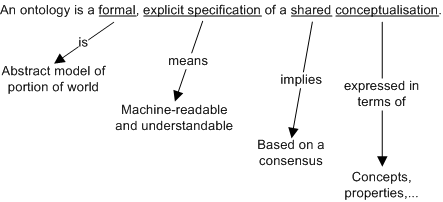 An ontology is a formal, explicit specification of a shared conceptualisation.
is
means
implies
expressed in
terms of
Abstract model of
portion of world
Machine-readable
and understandable
Based on a
consensus
Concepts,
properties,...